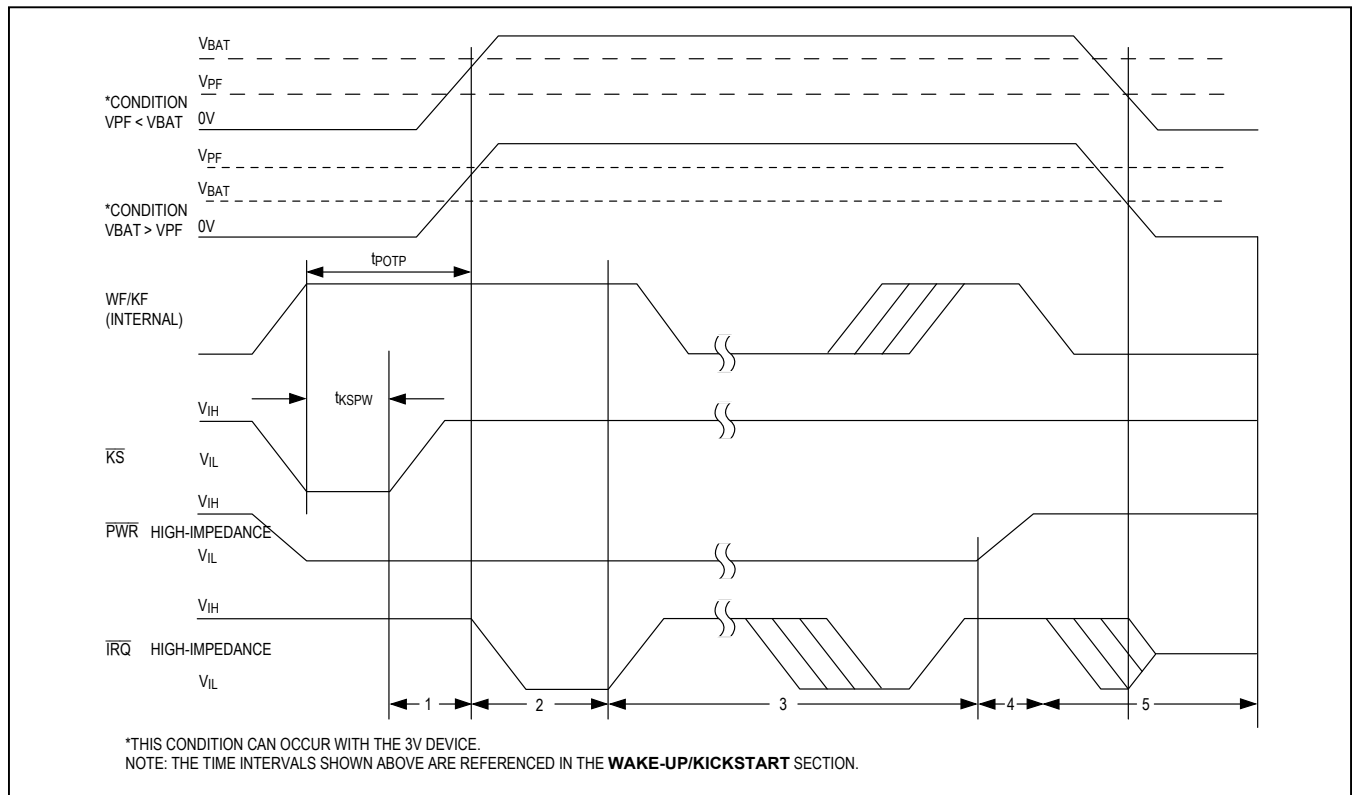 VBAT
VPF
*CONDITION
VPF < VBAT
0V
VPF
VBAT
*CONDITION
VBAT > VPF
0V
tPOTP
WF/KF
(INTERNAL)
tKSPW
VIH
KS
VIL
VIH
PWR HIGH-IMPEDANCE
VIL
VIH
IRQ HIGH-IMPEDANCE
VIL
1 2 3 4 5
*THIS CONDITION CAN OCCUR WITH THE 3V DEVICE.
NOTE: THE TIME INTERVALS SHOWN ABOVE ARE REFERENCED IN THE WAKE-UP/KICKSTART SECTION.